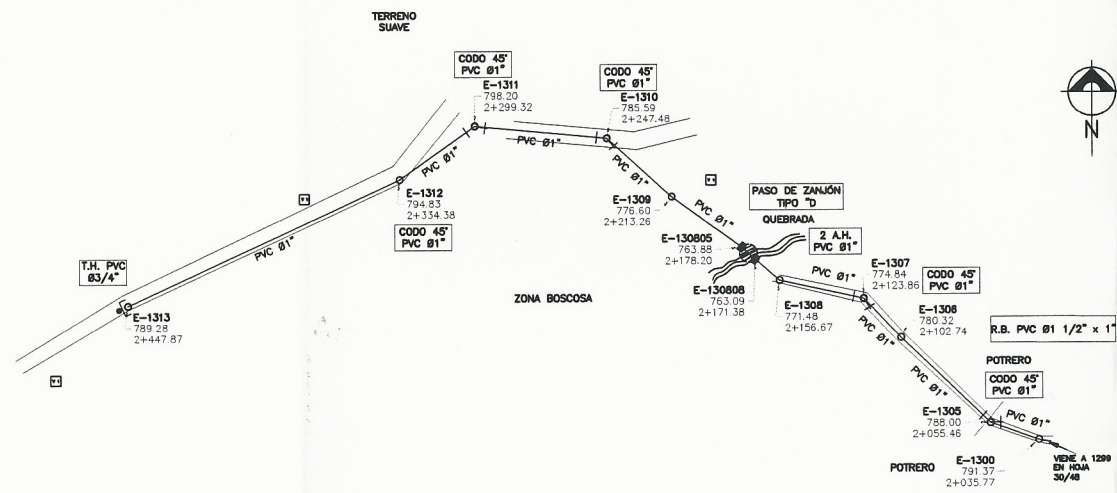 TERRENO
SUAVE
CODO 45°
PVC Ø1"
E-1311
798.20
2+299.32
CODO 45°
PVC Ø1"
E-1310
785.59
2+247.48
N
PVC Ø1"
PVC Ø1"
PVC Ø1"
E-1312
794.83
2+334.38
CODO 45°
PVC Ø1"
E-1309
776.60
2+213.26
PVC Ø1"
PASO DE ZANJÓN
TIPO "D
QUEBRADA
2 A.H.
PVC Ø1"
E-130805
763.88
2+178.20
PVC Ø1"
T.H. PVC
Ø3/4"
E-1313
789.28
2+447.87
ZONA BOSCOSA
E-130808
763.09
2+171.38
E-1308
771.48
2+156.67
PVC Ø1"
E-1307
774.84
2+123.86
CODO 45°
PVC Ø1"
E-1306
780.32
2+102.74
R.B. PVC Ø1 1/2" x 1"
PVC Ø1"
PVC Ø1"
POTRERO
CODO 45°
PVC Ø1"
E-1305
788.00
2+055.46
PVC Ø1"
POTRERO
E-1300
791.37
2+035.77
VIENE A 1299
EN HOJA
30/48